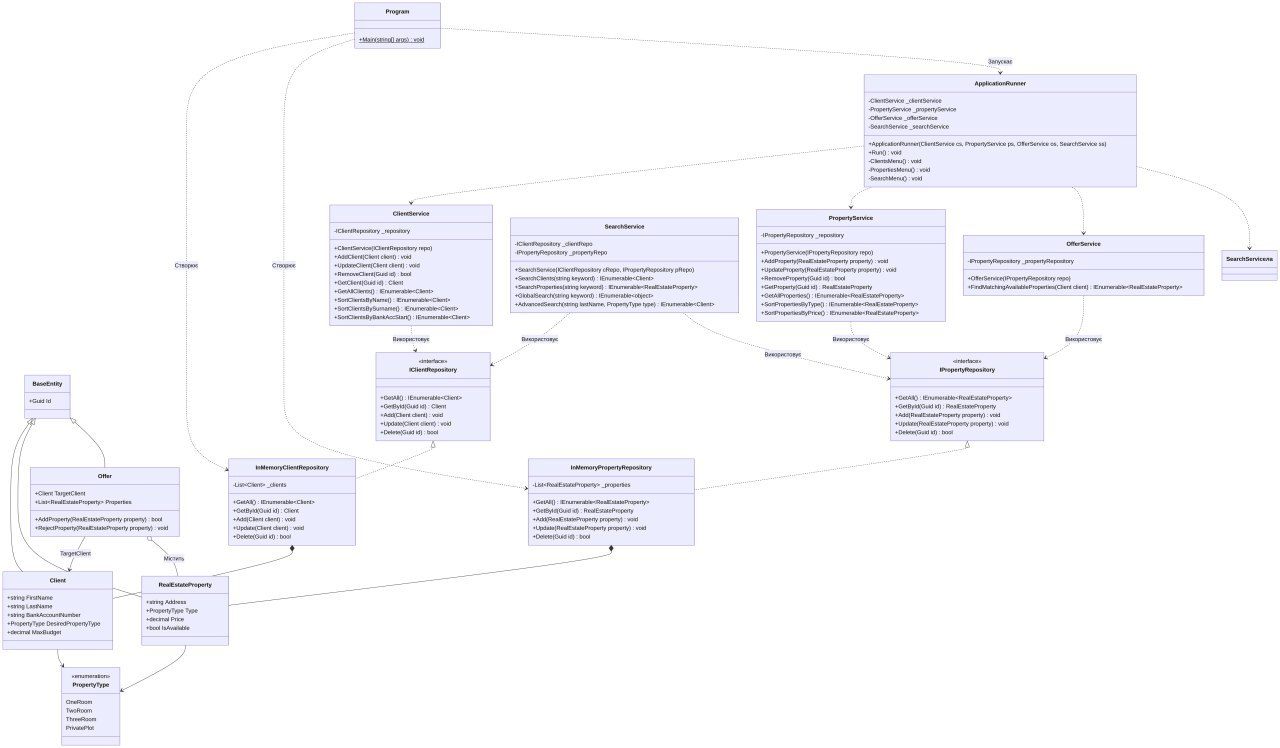 Program
+Main(string[] args) : void
Запускає
ApplicationRunner
-ClientService _clientService
-PropertyService _propertyService
-OfferService _offerService
-SearchService _searchService
+ApplicationRunner(ClientService cs, PropertyService ps, OfferService os, SearchService ss)
+Run() : void
-ClientsMenu() : void
-PropertiesMenu() : void
-SearchMenu() : void
Створює
Створює
ClientService
-IClientRepository _repository
+ClientService(IClientRepository repo)
+AddClient(Client client) : void
+UpdateClient(Client client) : void
+RemoveClient(Guid id) : bool
+GetClient(Guid id) : Client
+GetAllClients() : IEnumerable<Client>
+SortClientsByName() : IEnumerable<Client>
+SortClientsBySurname() : IEnumerable<Client>
+SortClientsByBankAccStart() : IEnumerable<Client>
SearchService
-IClientRepository _clientRepo
-IPropertyRepository _propertyRepo
+SearchService(IClientRepository cRepo, IPropertyRepository pRepo)
+SearchClients(string keyword) : IEnumerable<Client>
+SearchProperties(string keyword) : IEnumerable<RealEstateProperty>
+GlobalSearch(string keyword) : IEnumerable<object>
+AdvancedSearch(string lastName, PropertyType type) : IEnumerable<Client>
PropertyService
-IPropertyRepository _repository
+PropertyService(IPropertyRepository repo)
+AddProperty(RealEstateProperty property) : void
+UpdateProperty(RealEstateProperty property) : void
+RemoveProperty(Guid id) : bool
+GetProperty(Guid id) : RealEstateProperty
+GetAllProperties() : IEnumerable<RealEstateProperty>
+SortPropertiesByType() : IEnumerable<RealEstateProperty>
+SortPropertiesByPrice() : IEnumerable<RealEstateProperty>
OfferService
-IPropertyRepository _propertyRepository
+OfferService(IPropertyRepository repo)
+FindMatchingAvailableProperties(Client client) : IEnumerable<RealEstateProperty>
SearchServiceла
Використовує
Використовує
Використовує
Використовує
Використовує
«interface»
IClientRepository
+GetAll() : IEnumerable<Client>
+GetById(Guid id) : Client
+Add(Client client) : void
+Update(Client client) : void
+Delete(Guid id) : bool
«interface»
IPropertyRepository
+GetAll() : IEnumerable<RealEstateProperty>
+GetById(Guid id) : RealEstateProperty
+Add(RealEstateProperty property) : void
+Update(RealEstateProperty property) : void
+Delete(Guid id) : bool
BaseEntity
+Guid Id
Offer
+Client TargetClient
+List<RealEstateProperty> Properties
+AddProperty(RealEstateProperty property) : bool
+RejectProperty(RealEstateProperty property) : void
InMemoryClientRepository
-List<Client> _clients
+GetAll() : IEnumerable<Client>
+GetById(Guid id) : Client
+Add(Client client) : void
+Update(Client client) : void
+Delete(Guid id) : bool
InMemoryPropertyRepository
-List<RealEstateProperty> _properties
+GetAll() : IEnumerable<RealEstateProperty>
+GetById(Guid id) : RealEstateProperty
+Add(RealEstateProperty property) : void
+Update(RealEstateProperty property) : void
+Delete(Guid id) : bool
TargetClient
Містить
Client
+string FirstName
+string LastName
+string BankAccountNumber
+PropertyType DesiredPropertyType
+decimal MaxBudget
RealEstateProperty
+string Address
+PropertyType Type
+decimal Price
+bool IsAvailable
«enumeration»
PropertyType
OneRoom
TwoRoom
ThreeRoom
PrivatePlot